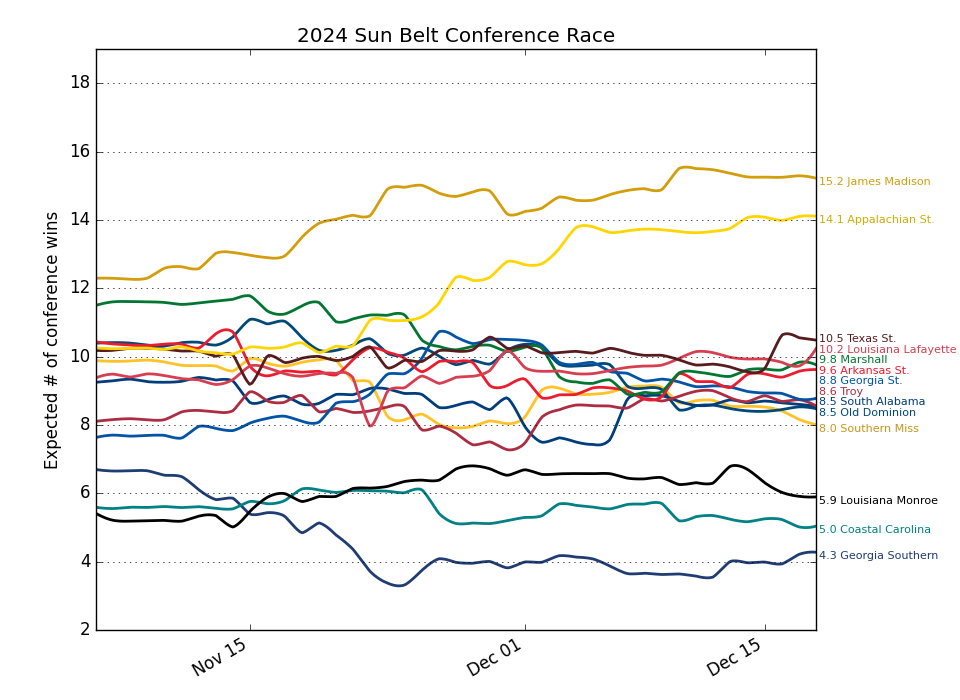 2024 Sun Belt Conference Race
Expected # of conference wins
18
16
14
12
10
8
6
4
2
Nov 15
Dec 01
Dec 15
15.2 James Madison
14.1 Appalachian St.
10.5 Texas St.
10.2 Louisiana Lafayette
9.8 Marshall
9.6 Arkansas St.
8.8 Georgia St.
8.6 Troy
8.5 South Alabama
8.5 Old Dominion
8.0 Southern Miss
5.9 Louisiana Monroe
5.0 Coastal Carolina
4.3 Georgia Southern